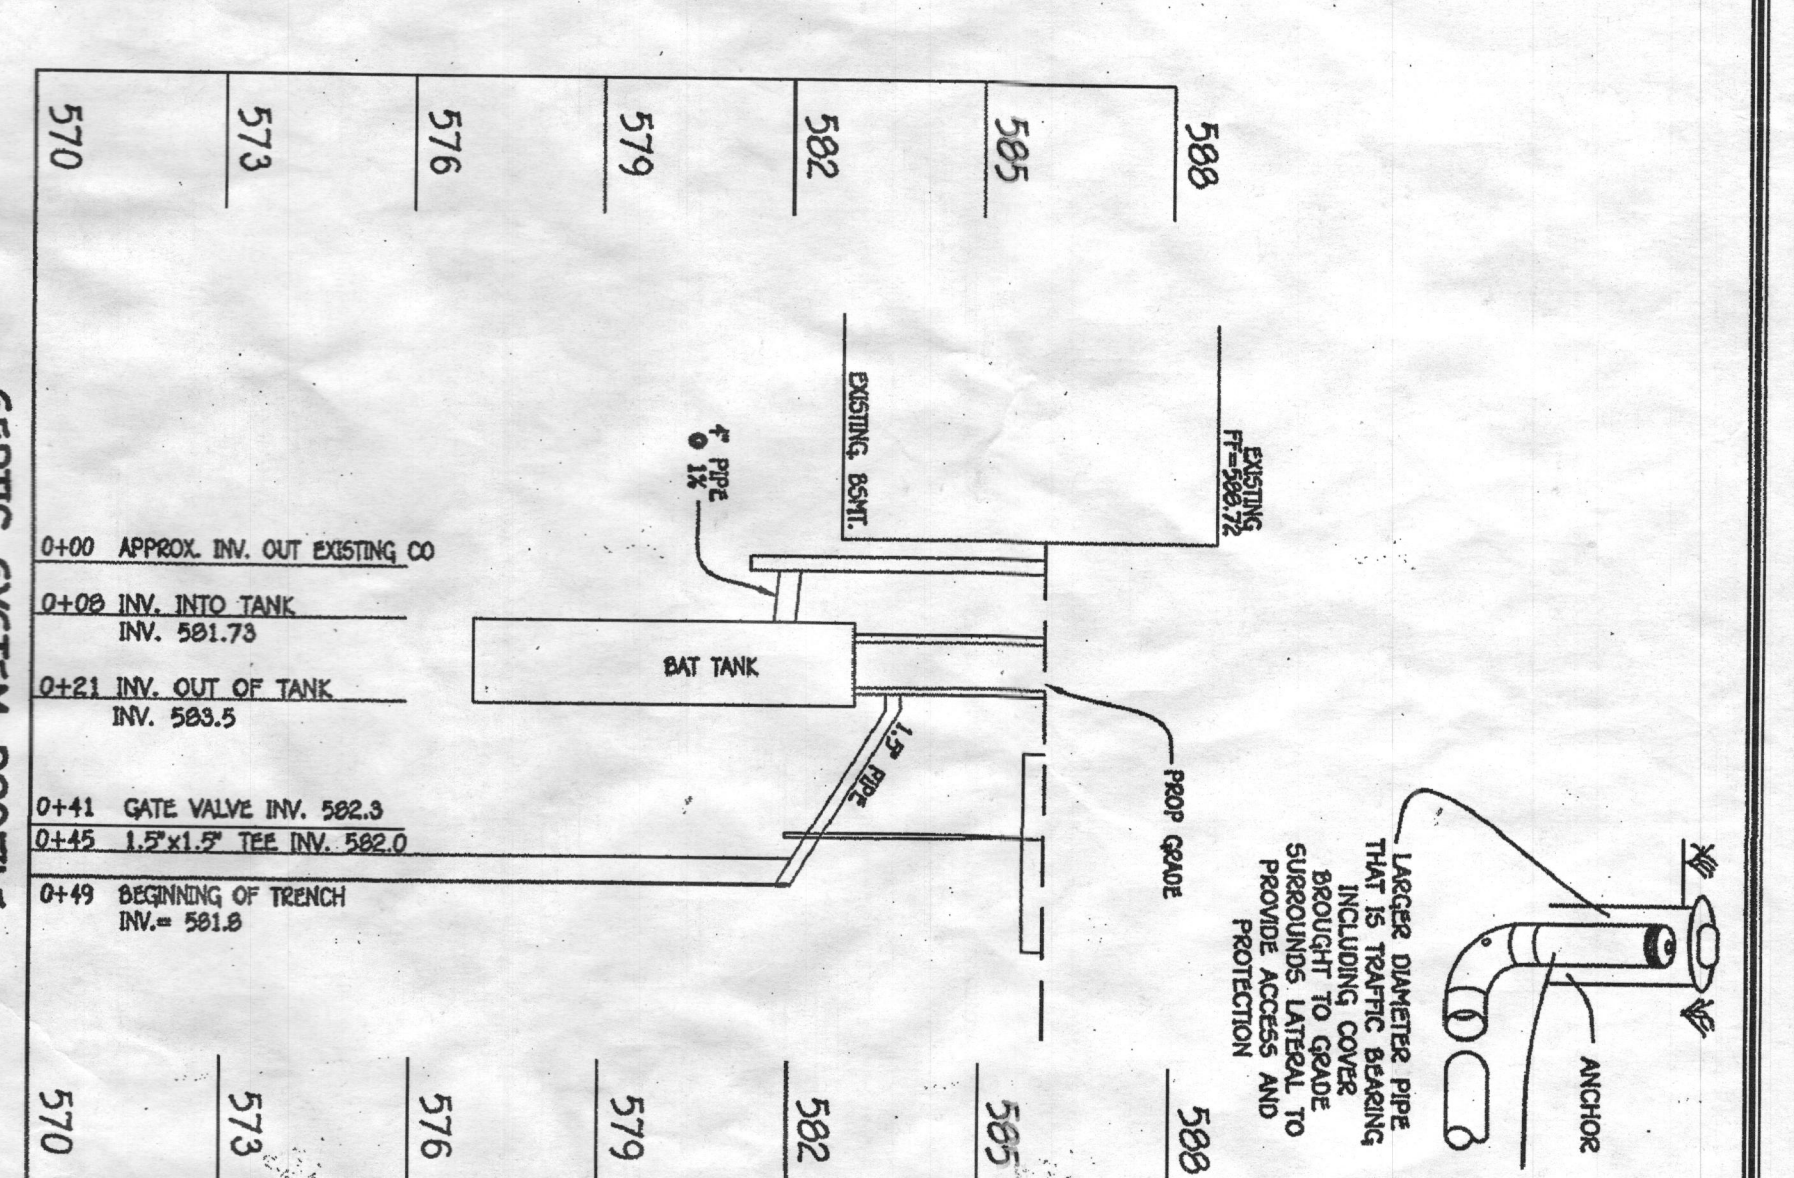 EXISTING
FF=588.72
EXISTING BSMT.
4" PIPE
@ 1%
BAT TANK
1.5" PIPE
PROP GRADE
LARGER DIAMETER PIPE
THAT IS TRAFFIC BEARING
INCLUDING COVER
BROUGHT TO GRADE
SURROUNDS LATERAL TO
PROVIDE ACCESS AND
PROTECTION
ANCHOR
588
585
582
579
576
573
570
588
585
582
579
576
573
570
0+00 APPROX. INV. OUT EXISTING CO
0+08 INV. INTO TANK
INV. 581.73
0+21 INV. OUT OF TANK
INV. 583.5
0+41 GATE VALVE INV. 582.3
0+45 1.5"x1.5" TEE INV. 582.0
0+49 BEGINNING OF TRENCH
INV.= 581.8